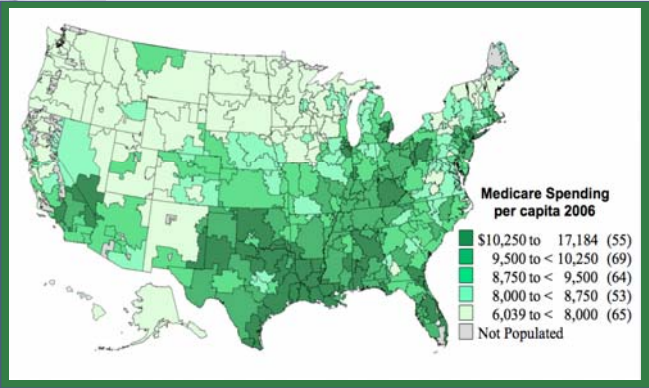 Medicare Spending
per capita 2006
$10,250 to 17,184 (55)
9,500 to < 10,250 (69)
8,750 to < 9,500 (64)
8,000 to < 8,750 (53)
6,039 to < 8,000 (65)
Not Populated